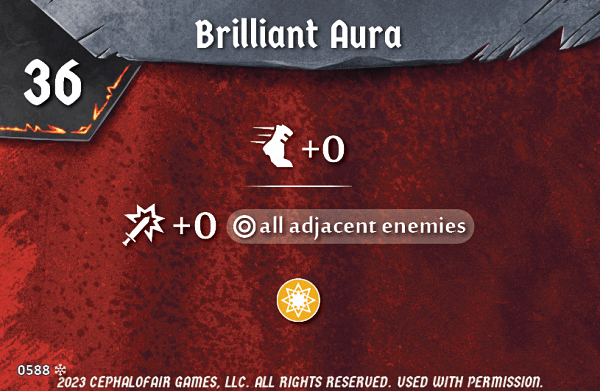 Brilliant Aura
36
+0
+0 all adjacent enemies
0588
2023 CEPHALOFAIR GAMES, LLC. ALL RIGHTS RESERVED. USED WITH PERMISSION.